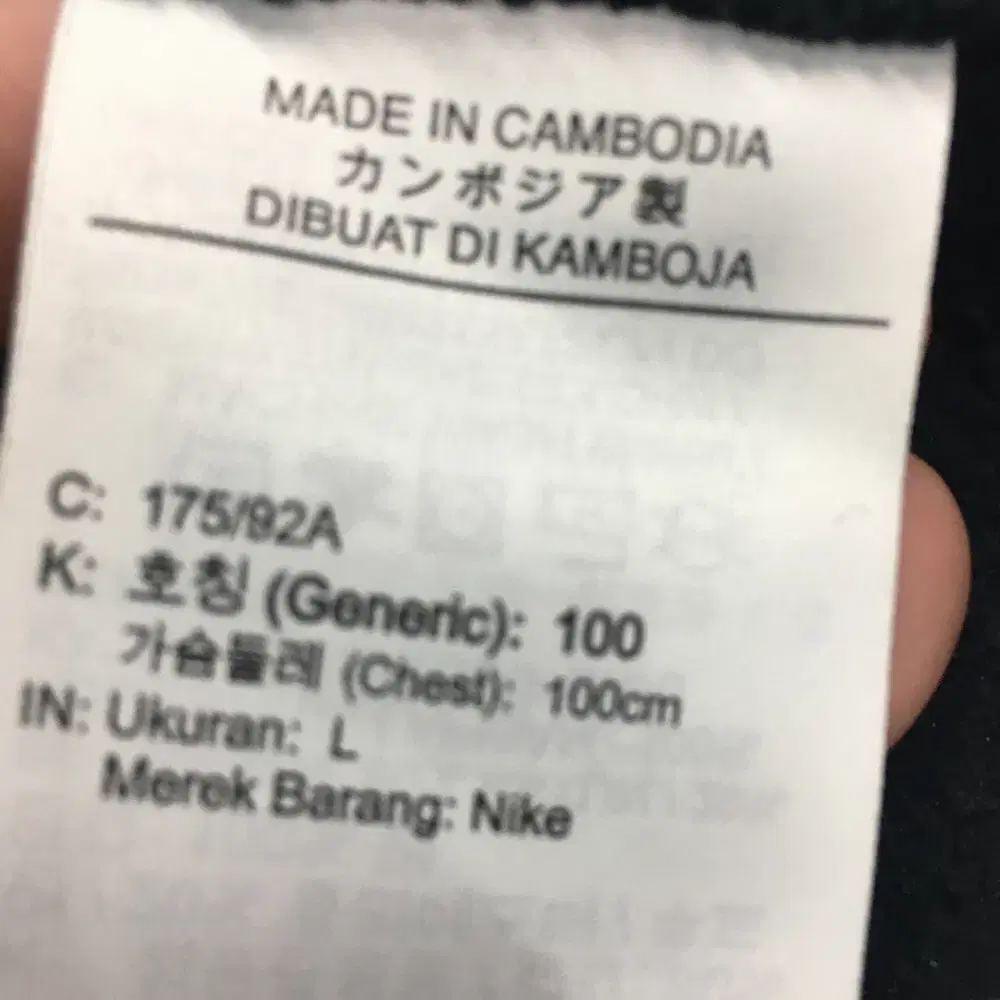 MADE IN CAMBODIA
カンボジア製
DIBUAT DI KAMBOJA
C: 175/92A
K: 호칭 (Generic): 100
가슴둘레 (Chest): 100cm
IN: Ukuran: L
Merek Barang: Nike